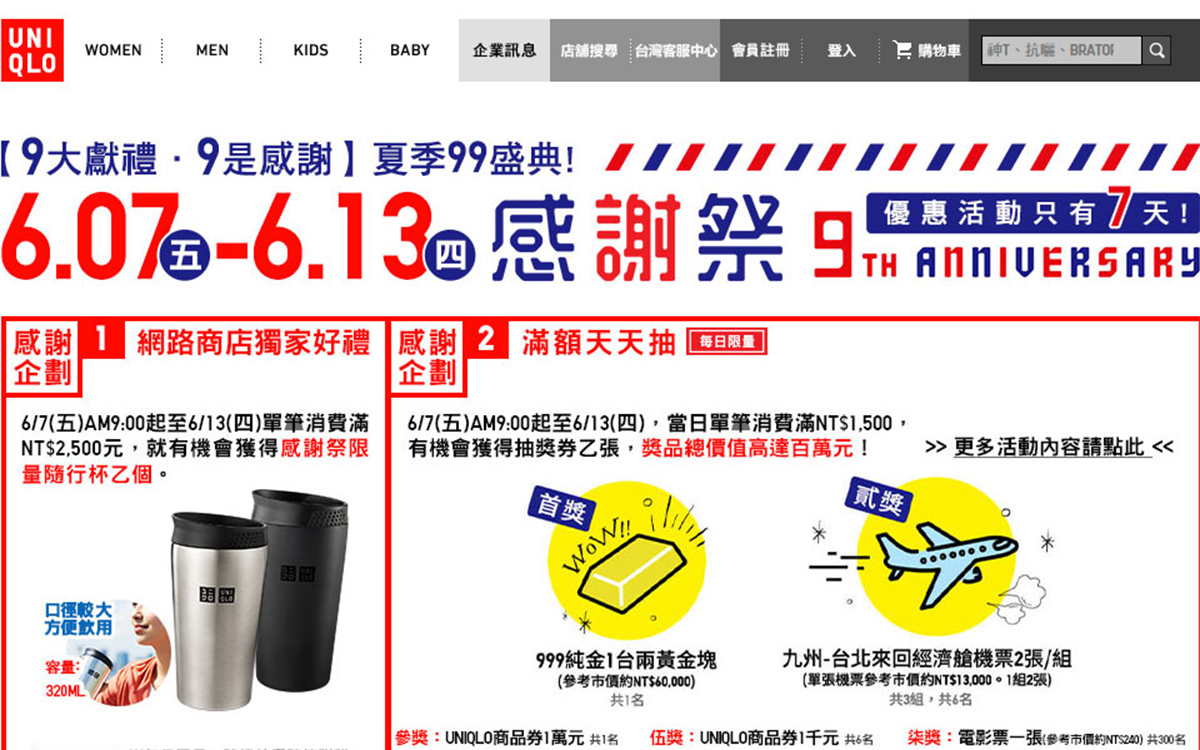 UNI
QLO
WOMEN
MEN
KIDS
BABY
企業訊息
店舖搜尋
台灣客服中心
會員註冊
登入
購物車
神T、抗曬、BRATOP
【9大獻禮．9是感謝】夏季99盛典!
6.07五-6.13四 感謝祭
優惠活動只有7天!
9TH ANNIVERSARY
感謝企劃 1 網路商店獨家好禮
6/7(五)AM9:00起至6/13(四)單筆消費滿
NT$2,500元，就有機會獲得感謝祭限
量隨行杯乙個。
口徑較大
方便飲用
容量:
320ML
感謝企劃 2 滿額天天抽 每日限量
6/7(五)AM9:00起至6/13(四)，當日單筆消費滿NT$1,500，
有機會獲得抽獎券乙張，獎品總價值高達百萬元！
>> 更多活動內容請點此 <<
首獎
WoW!!
999純金1台兩黃金塊
(參考市價約NT$60,000)
共1名
貳獎
九州-台北來回經濟艙機票2張/組
(單張機票參考市價約NT$13,000。1組2張)
共3組，共6名
參獎：UNIQLO商品券1萬元 共1名
伍獎：UNIQLO商品券1千元 共6名
柒獎：電影票一張(參考市價約NT$240) 共300名